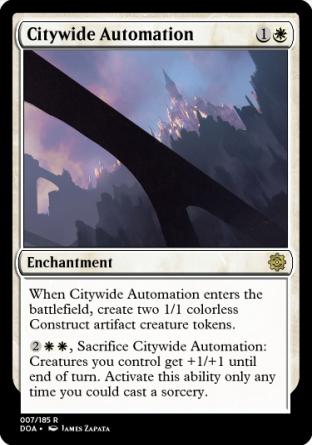 Citywide Automation 1
Enchantment
When Citywide Automation enters the
battlefield, create two 1/1 colorless
Construct artifact creature tokens.
2, Sacrifice Citywide Automation:
Creatures you control get +1/+1 until
end of turn. Activate this ability only any
time you could cast a sorcery.
007/185 R
DOA • James Zapata